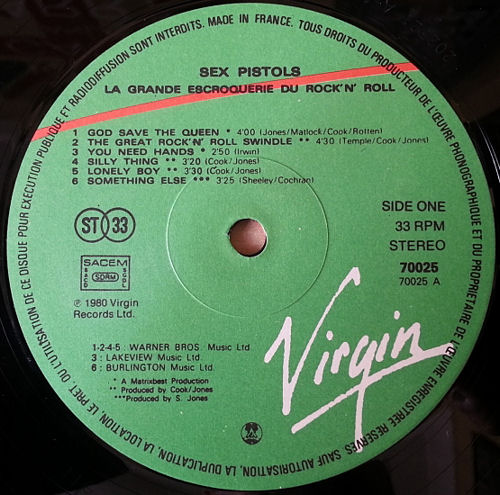 MADE IN FRANCE. TOUS DROITS DU PRODUCTEUR DE L'ŒUVRE PHONOGRAPHIQUE ET DU PROPRIETAIRE DE L'ŒUVRE ENREGISTREE RESERVES SAUF AUTORISATION, LA DUPLICATION, LA LOCATION, LE PRET, OU L'UTILISATION DE CE DISQUE POUR EXECUTION PUBLIQUE ET RADIODIFFUSION SONT INTERDITS.
SEX PISTOLS
LA GRANDE ESCROQUERIE DU ROCK'N' ROLL
1 GOD SAVE THE QUEEN * 4'00 (Jones/Matlock/Cook/Rotten)
2 THE GREAT ROCK'N' ROLL SWINDLE ** 4'30 (Temple/Cook/Jones)
3 YOU NEED HANDS * 2'50 (Irwin)
4 SILLY THING ** 3'20 (Cook/Jones)
5 LONELY BOY ** 3'30 (Cook/Jones)
6 SOMETHING ELSE *** 3'25 (Sheeley/Cochran)
ST 33
SIDE ONE
33 RPM
STEREO
SACEM
SACD SDRM SGDL
70025
70025 A
℗ 1980 Virgin
Records Ltd.
1-2-4-5 : WARNER BROS. Music Ltd
3 : LAKEVIEW Music Ltd.
6 : BURLINGTON Music Ltd.
* A Matrixbest Production
** Produced by Cook/Jones
***Produced by S. Jones
Virgin